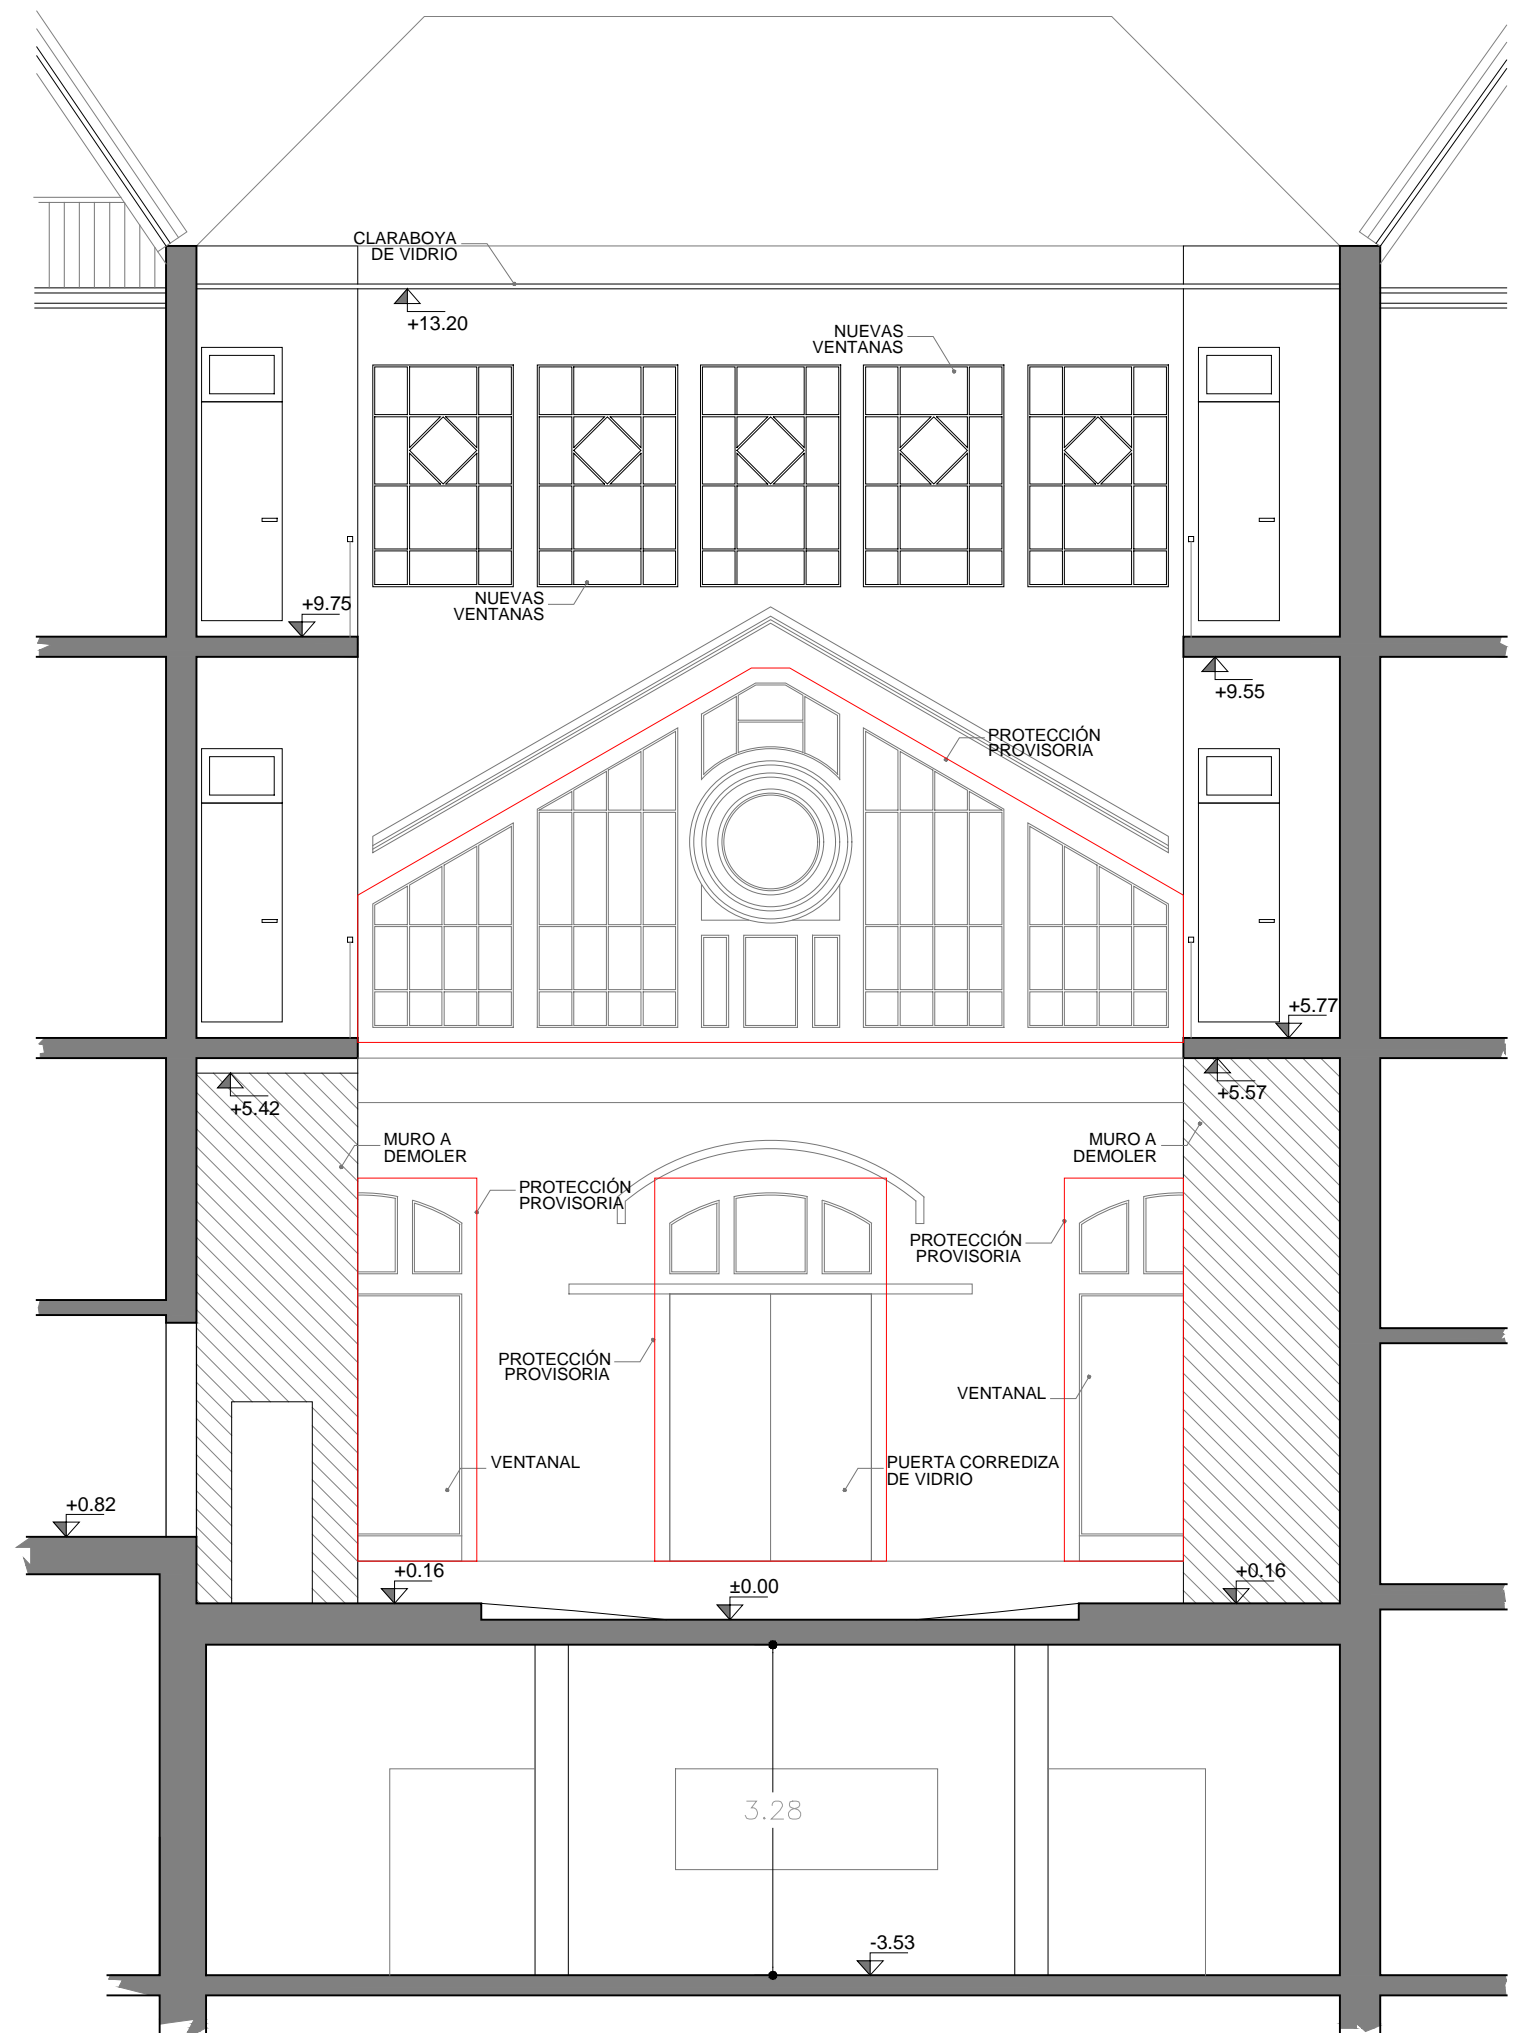 CLARABOYA
DE VIDRIO
+13.20
NUEVAS
VENTANAS
NUEVAS
VENTANAS
+9.75
+9.55
PROTECCIÓN
PROVISORIA
+5.77
+5.42
+5.57
MURO A
DEMOLER
MURO A
DEMOLER
PROTECCIÓN
PROVISORIA
PROTECCIÓN
PROVISORIA
PROTECCIÓN
PROVISORIA
VENTANAL
VENTANAL
PUERTA CORREDIZA
DE VIDRIO
+0.82
+0.16
±0.00
+0.16
3.28
-3.53